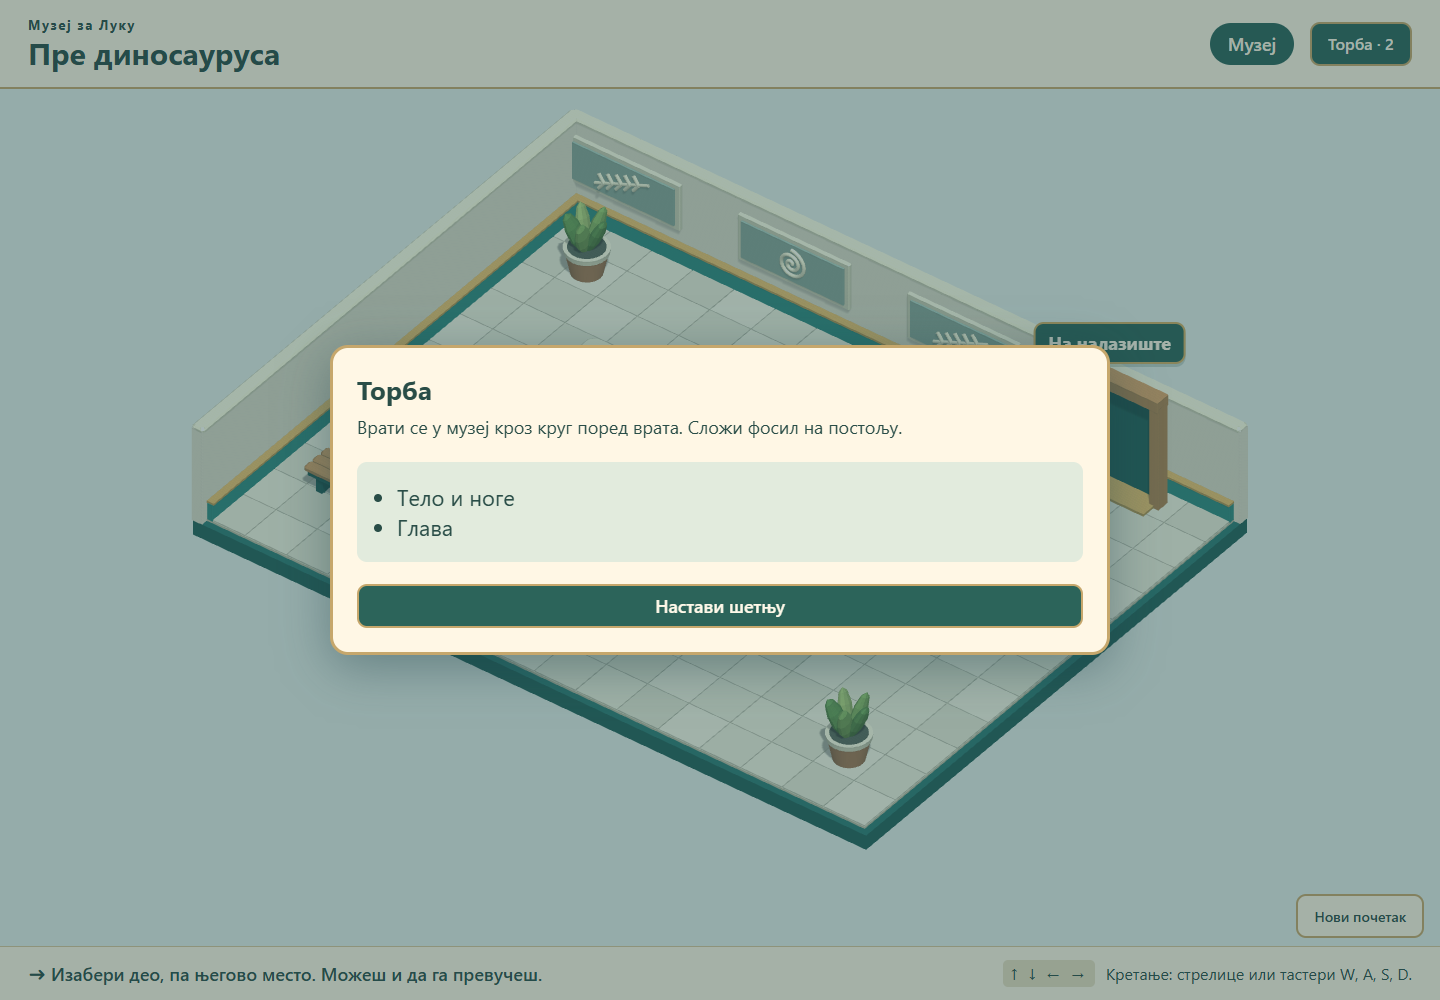 Музеј за Луку
Пре диносауруса
Музеј
Торба · 2
На налазиште
Торба
Врати се у музеј кроз круг поред врата. Сложи фосил на постољу.
• Тело и ноге
• Глава
Настави шетњу
Нови почетак
→ Изабери део, па његово место. Можеш и да га превучеш.
↑ ↓ ← → Кретање: стрелице или тастери W, A, S, D.